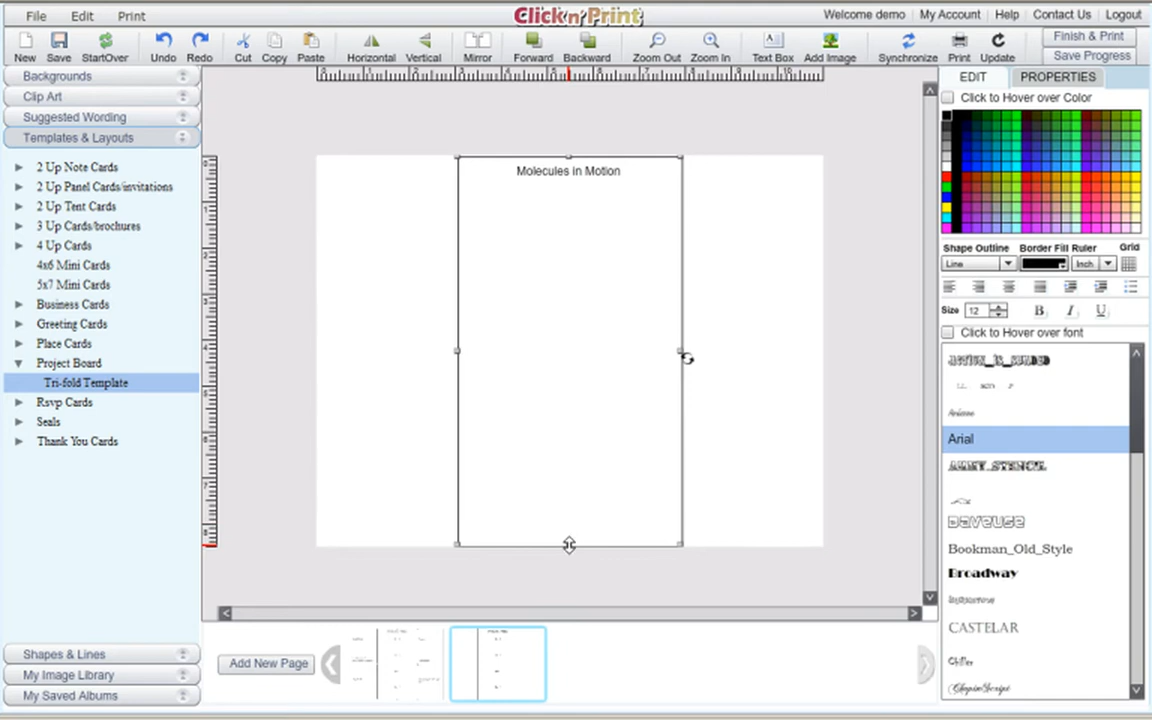 File Edit Print
Click'n'Print
Welcome demo My Account Help Contact Us Logout
New Save StartOver Undo Redo Cut Copy Paste Horizontal Vertical Mirror Forward Backward Zoom Out Zoom In Text Box Add Image Synchronize Print Update
Finish & Print
Save Progress
Backgrounds
Clip Art
Suggested Wording
Templates & Layouts
2 Up Note Cards
2 Up Panel Cards/invitations
2 Up Tent Cards
3 Up Cards/brochures
4 Up Cards
4x6 Mini Cards
5x7 Mini Cards
Business Cards
Greeting Cards
Place Cards
Project Board
Tri-fold Template
Rsvp Cards
Seals
Thank You Cards
Shapes & Lines
My Image Library
My Saved Albums
Molecules in Motion
Add New Page
EDIT PROPERTIES
Click to Hover over Color
Shape Outline Border Fill Ruler Grid
Line Inch
Size 12 B I U
Click to Hover over font
ACTION_IS_SHADED
Arial
ARMY_STENCIL
DAVEUSE
Bookman_Old_Style
Broadway
CASTELAR
Chiller
ChopinScript